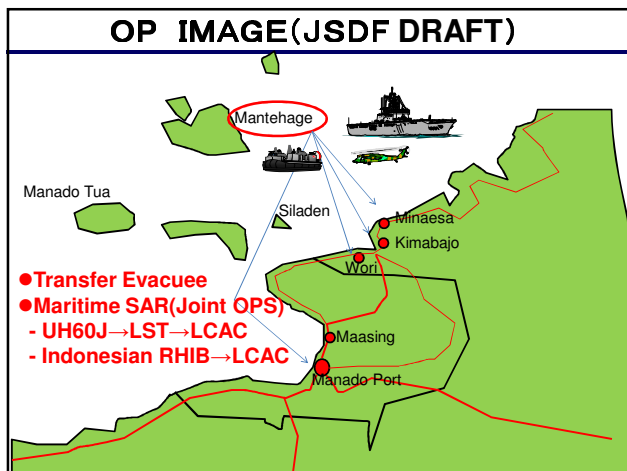 OP IMAGE(JSDF DRAFT)
Mantehage
Manado Tua
Siladen
Minaesa
Kimabajo
Wori
●Transfer Evacuee
●Maritime SAR(Joint OPS)
- UH60J→LST→LCAC
- Indonesian RHIB→LCAC
Maasing
Manado Port